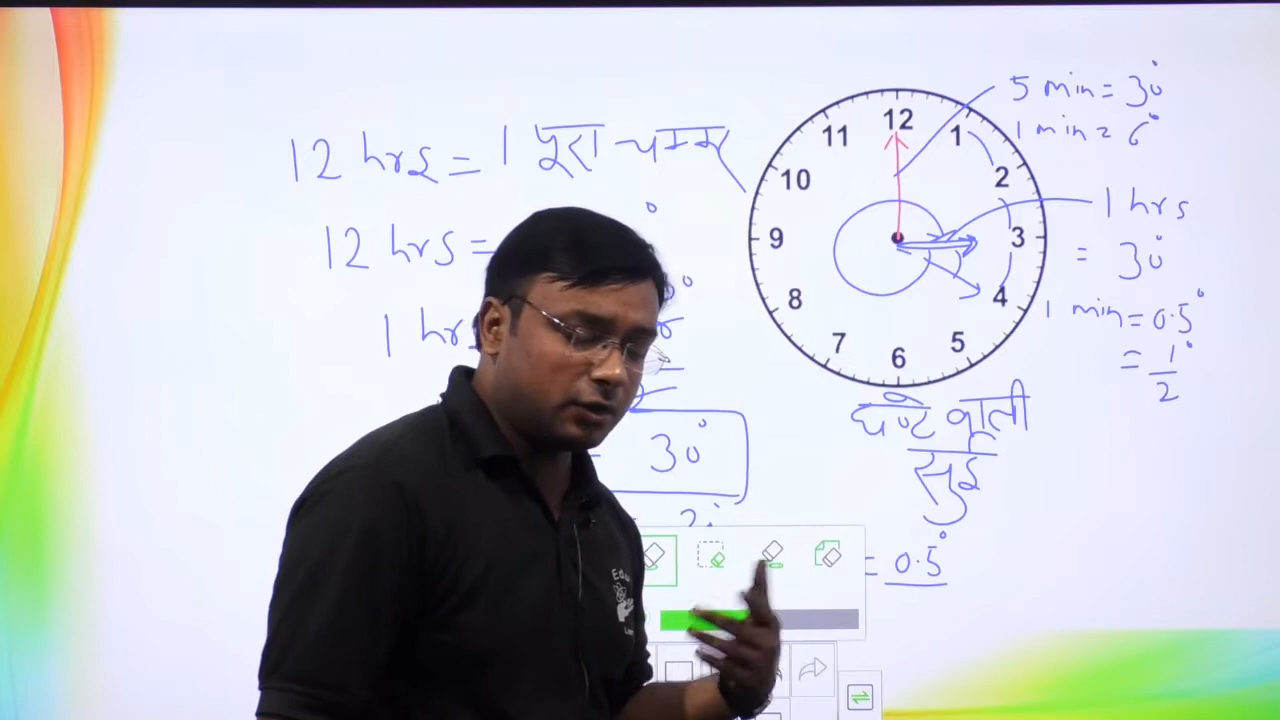 12 hrs = 1 पूरा चक्कर
12 hrs =
1 hrs
30°
= 0.5°
12
1
2
3
4
5
6
7
8
9
10
11
5 min = 30°
1 min = 6°
1 hrs
= 30°
1 min = 0.5°
= 1/2°
घण्टे वाली
सुई